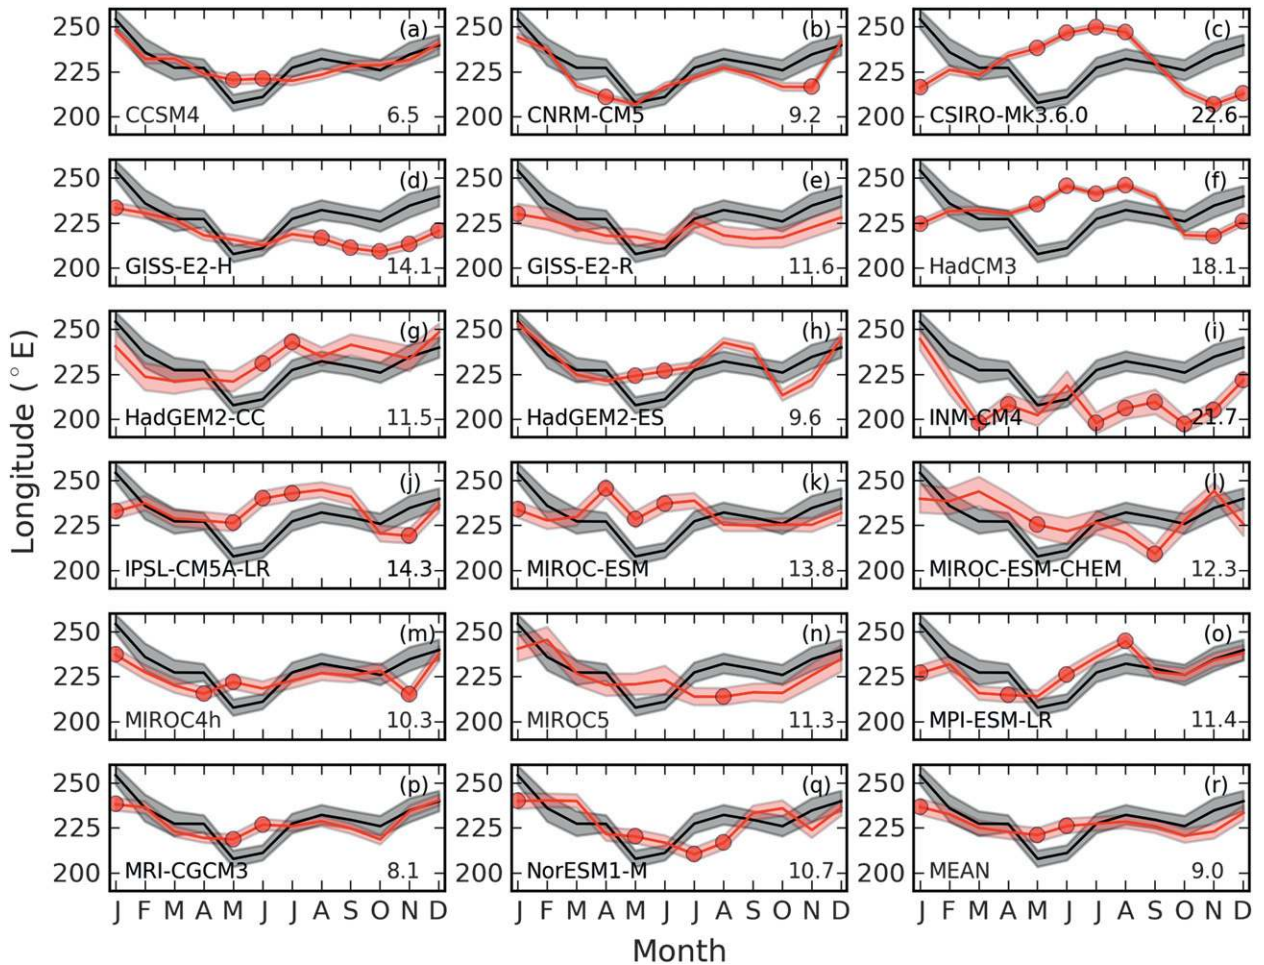 250 (a) 250 (b) 250 (c)
225 225 225
200 CCSM4 6.5 200 CNRM-CM5 9.2 200 CSIRO-Mk3.6.0 22.6
250 (d) 250 (e) 250 (f)
225 225 225
200 GISS-E2-H 14.1 200 GISS-E2-R 11.6 200 HadCM3 18.1
250 (g) 250 (h) 250 (i)
225 225 225
200 HadGEM2-CC 11.5 200 HadGEM2-ES 9.6 200 INM-CM4 21.7
Longitude (°E)
250 (j) 250 (k) 250 (l)
225 225 225
200 IPSL-CM5A-LR 14.3 200 MIROC-ESM 13.8 200 MIROC-ESM-CHEM 12.3
250 (m) 250 (n) 250 (o)
225 225 225
200 MIROC4h 10.3 200 MIROC5 11.3 200 MPI-ESM-LR 11.4
250 (p) 250 (q) 250 (r)
225 225 225
200 MRI-CGCM3 8.1 200 NorESM1-M 10.7 200 MEAN 9.0
J F M A M J J A S O N D J F M A M J J A S O N D J F M A M J J A S O N D
Month